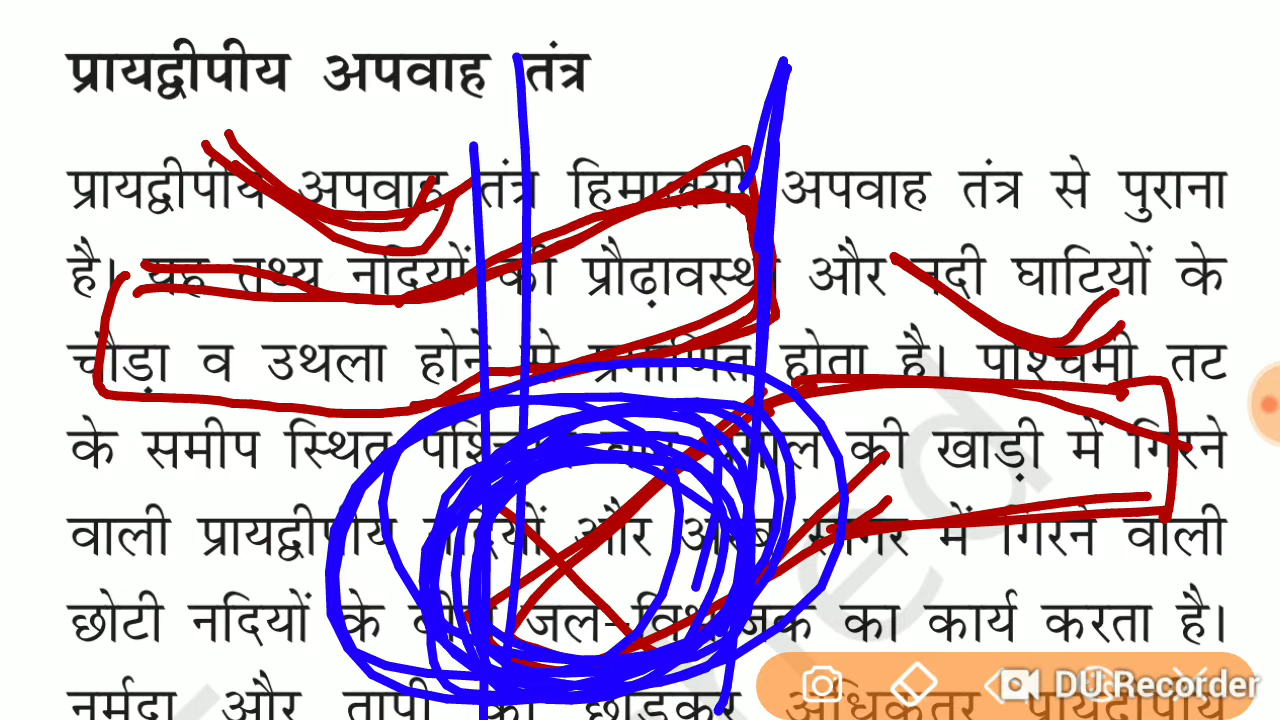 प्रायद्वीपीय अपवाह तंत्र
प्रायद्वीपीय अपवाह तंत्र हिमालयी अपवाह तंत्र से पुराना
है। यह तथ्य नदियों की प्रौढ़ावस्था और नदी घाटियों के
चौड़ा व उथला होने से प्रमाणित होता है। पश्चिमी तट
के समीप स्थित की खाड़ी में गिरने
वाली प्रायद्वीपीय नदियों और अरब सागर में गिरने वाली
छोटी नदियों के बीच जल-विभाजक का कार्य करता है।
नर्मदा और तापी को छोड़कर अधिकतर प्रायद्वीपीय
DU Recorder